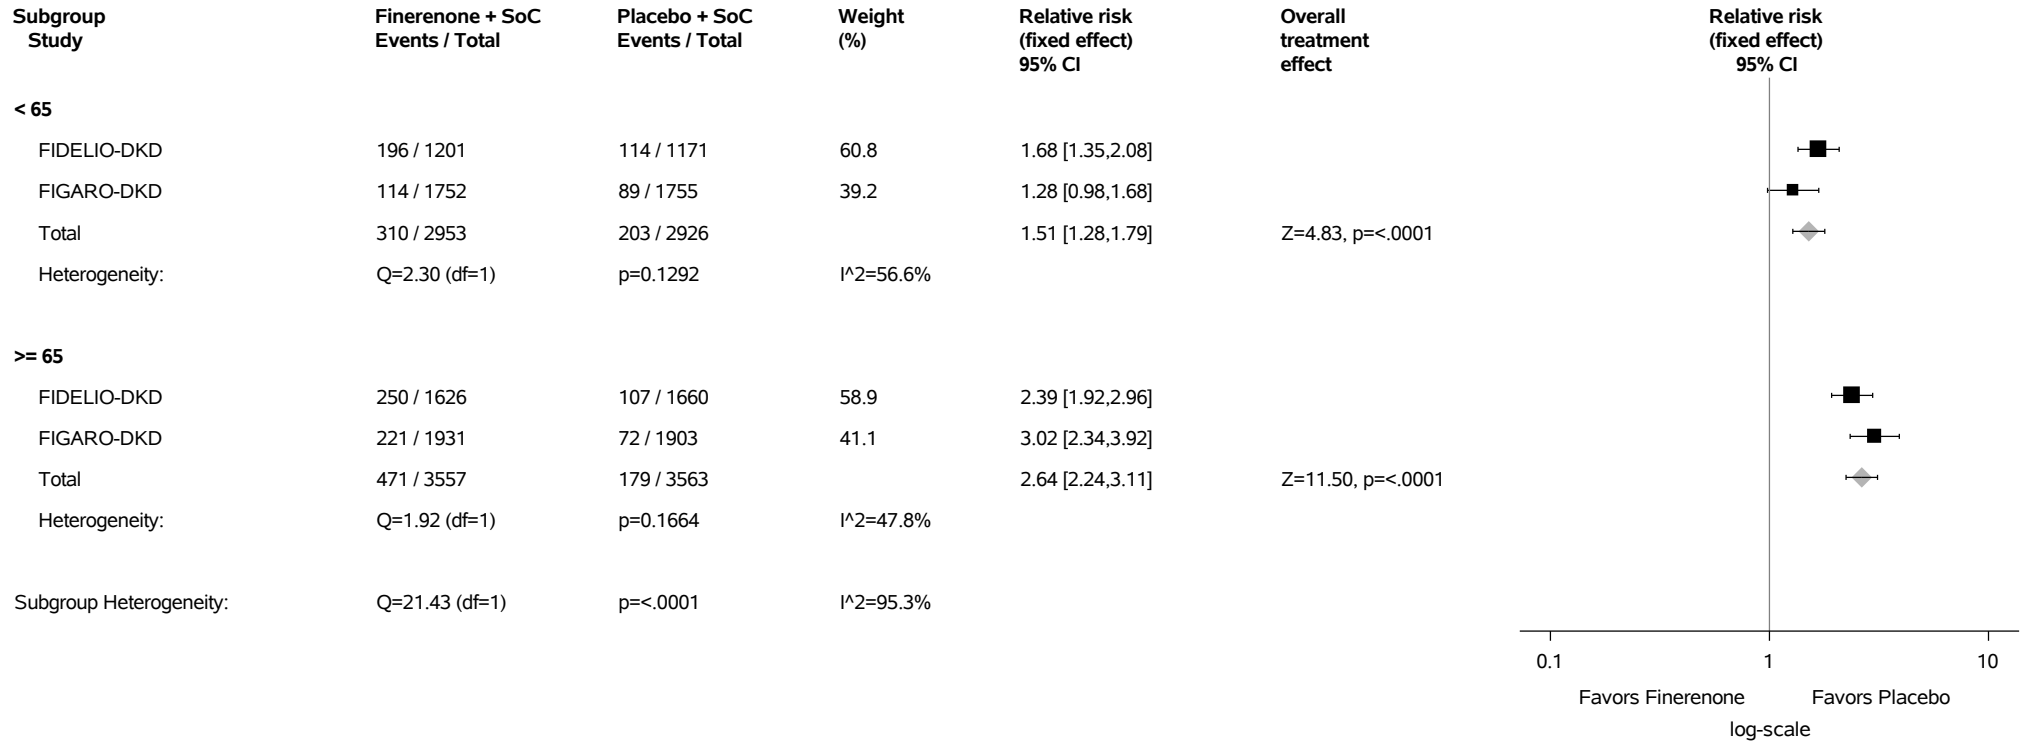 Subgroup Finerenone + SoC Placebo + SoC Weight Relative risk Overall Relative risk
Study Events / Total Events / Total (%) (fixed effect) treatment (fixed effect)
95% CI effect 95% CI
< 65
FIDELIO-DKD 196 / 1201 114 / 1171 60.8 1.68 [1.35,2.08]
FIGARO-DKD 114 / 1752 89 / 1755 39.2 1.28 [0.98,1.68]
Total 310 / 2953 203 / 2926 1.51 [1.28,1.79] Z=4.83, p=<.0001
Heterogeneity: Q=2.30 (df=1) p=0.1292 I^2=56.6%
>= 65
FIDELIO-DKD 250 / 1626 107 / 1660 58.9 2.39 [1.92,2.96]
FIGARO-DKD 221 / 1931 72 / 1903 41.1 3.02 [2.34,3.92]
Total 471 / 3557 179 / 3563 2.64 [2.24,3.11] Z=11.50, p=<.0001
Heterogeneity: Q=1.92 (df=1) p=0.1664 I^2=47.8%
Subgroup Heterogeneity: Q=21.43 (df=1) p=<.0001 I^2=95.3%
0.1 1 10
Favors Finerenone Favors Placebo
log-scale